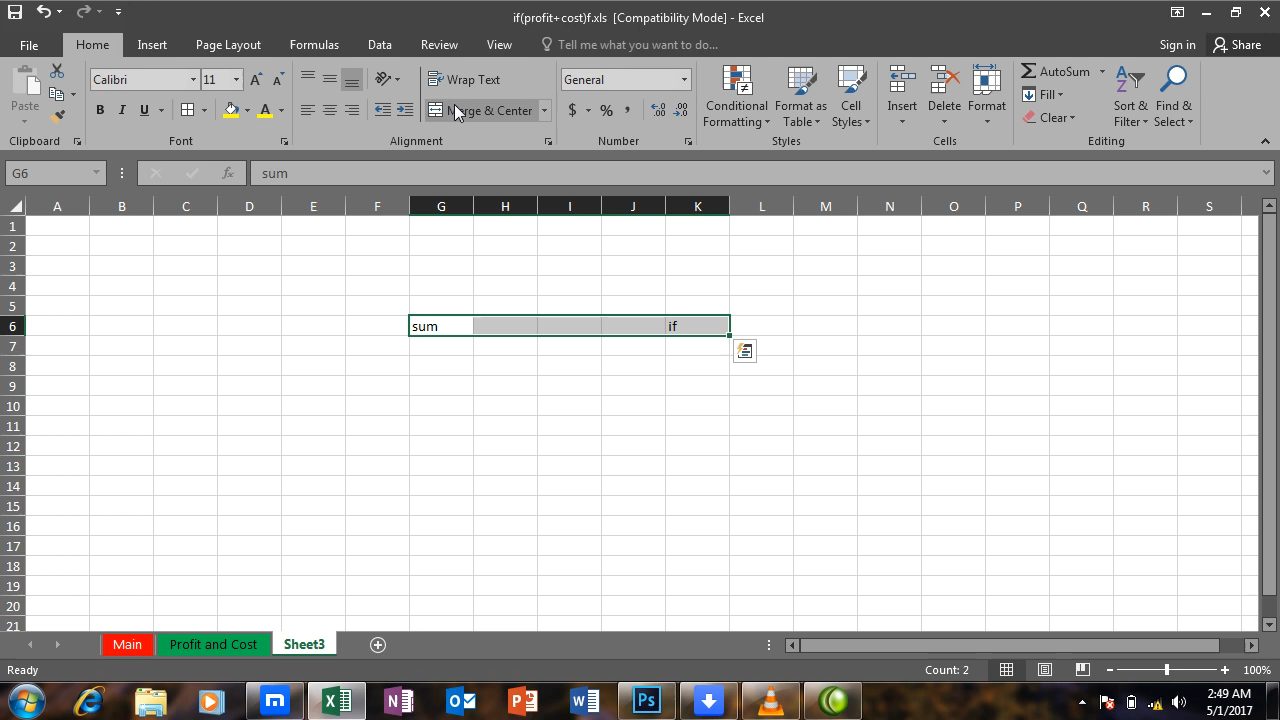 if(profit+cost)f.xls [Compatibility Mode] - Excel
File Home Insert Page Layout Formulas Data Review View Tell me what you want to do... Sign in Share
Paste
Clipboard
Calibri 11
B I U
A A
A
Font
Wrap Text
Merge & Center
Alignment
General
$ % ,
Number
Conditional Formatting
Format as Table
Cell Styles
Styles
Insert Delete Format
Cells
AutoSum
Fill
Clear
Sort & Filter
Find & Select
Editing
G6 fx sum
A B C D E F G H I J K L M N O P Q R S
1
2
3
4
5
6 sum if
7
8
9
10
11
12
13
14
15
16
17
18
19
20
21
Main Profit and Cost Sheet3
Ready Count: 2 100%
2:49 AM
5/1/2017